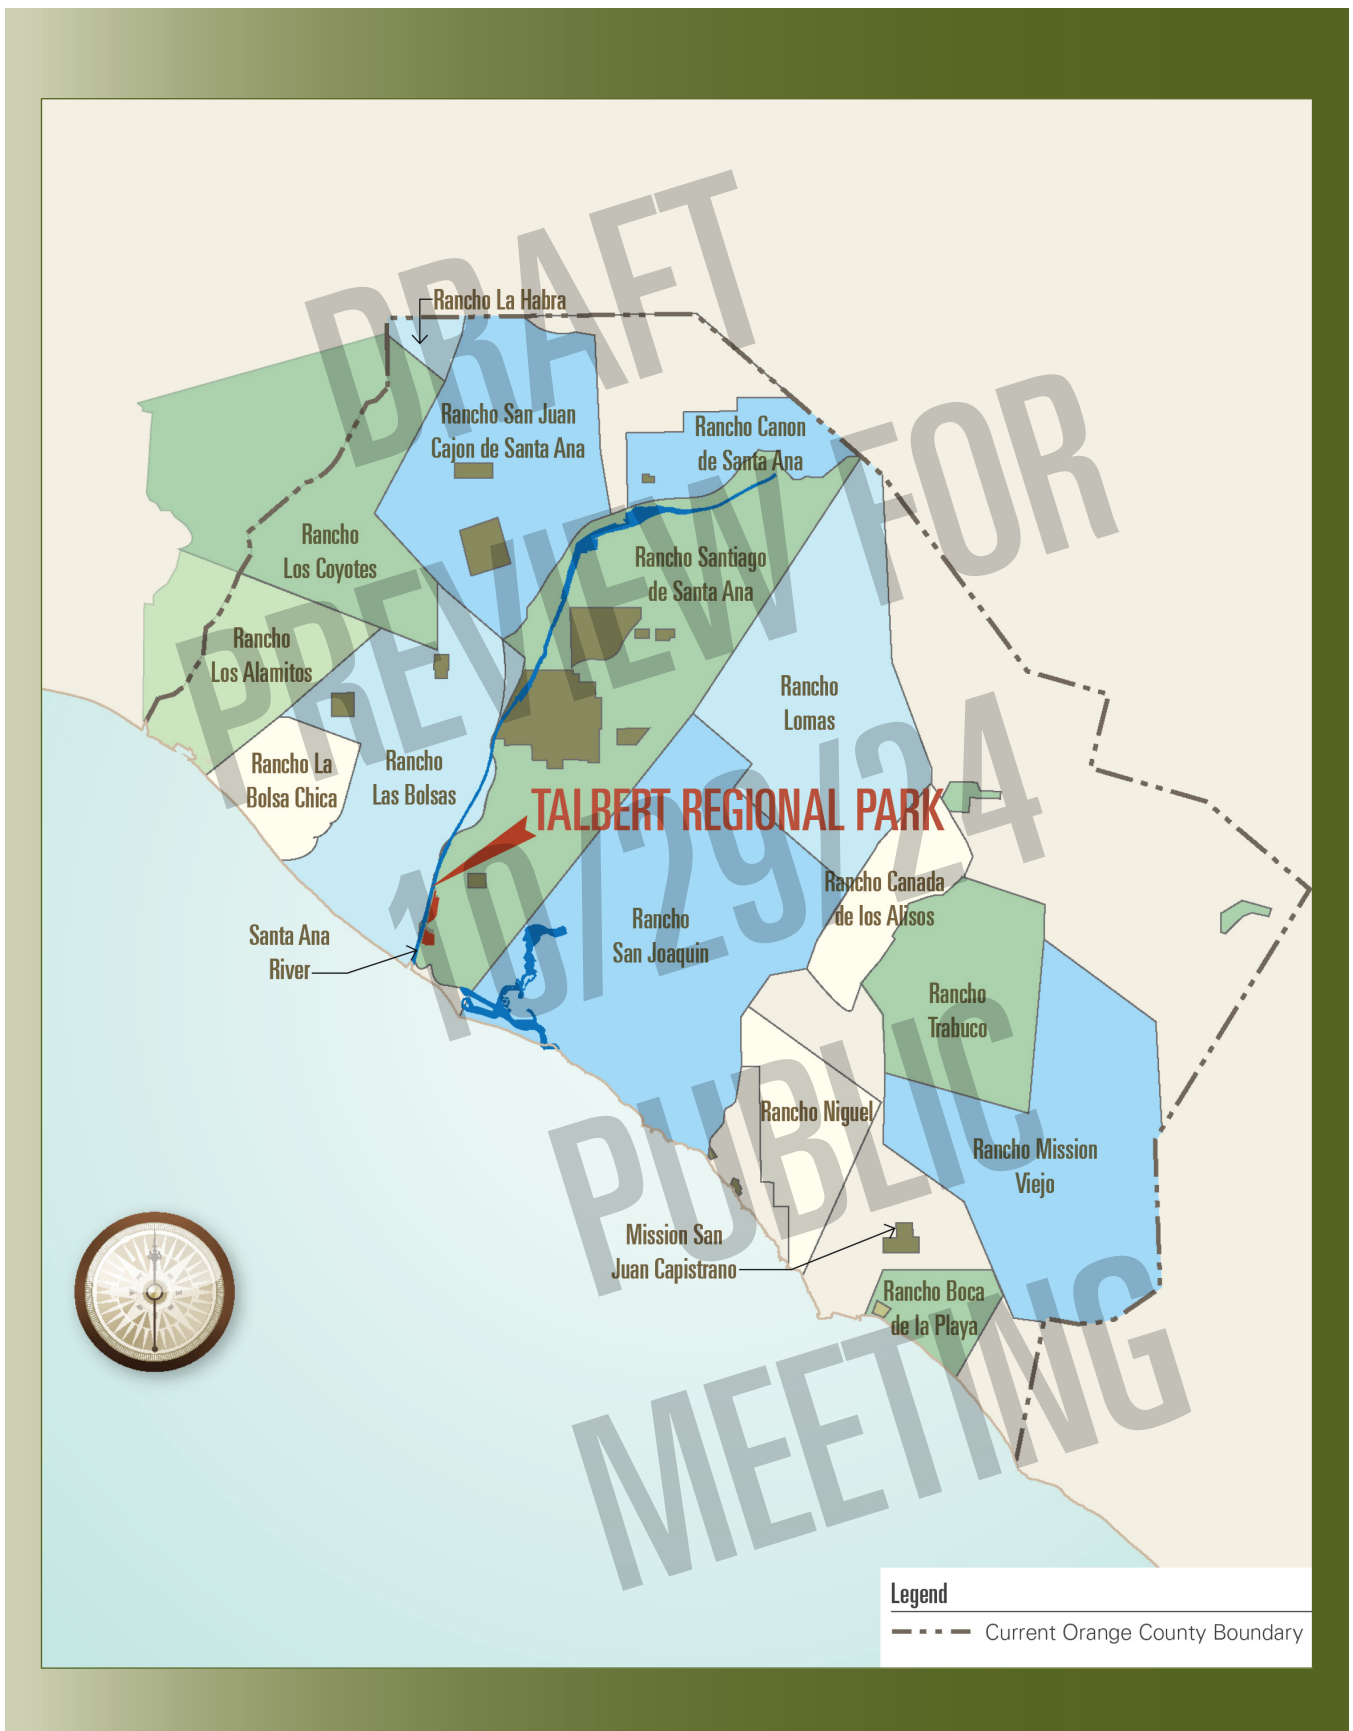 DRAFT
PREVIEW FOR
10/29/24
PUBLIC
MEETING
Rancho La Habra
Rancho San Juan
Cajon de Santa Ana
Rancho Canon
de Santa Ana
Rancho
Los Coyotes
Rancho Santiago
de Santa Ana
Rancho
Los Alamitos
Rancho
Lomas
Rancho La
Bolsa Chica
Rancho
Las Bolsas
TALBERT REGIONAL PARK
Rancho Canada
de los Alisos
Rancho
San Joaquin
Santa Ana
River
Rancho
Trabuco
Rancho Niguel
Rancho Mission
Viejo
Mission San
Juan Capistrano
Rancho Boca
de la Playa
Legend
Current Orange County Boundary